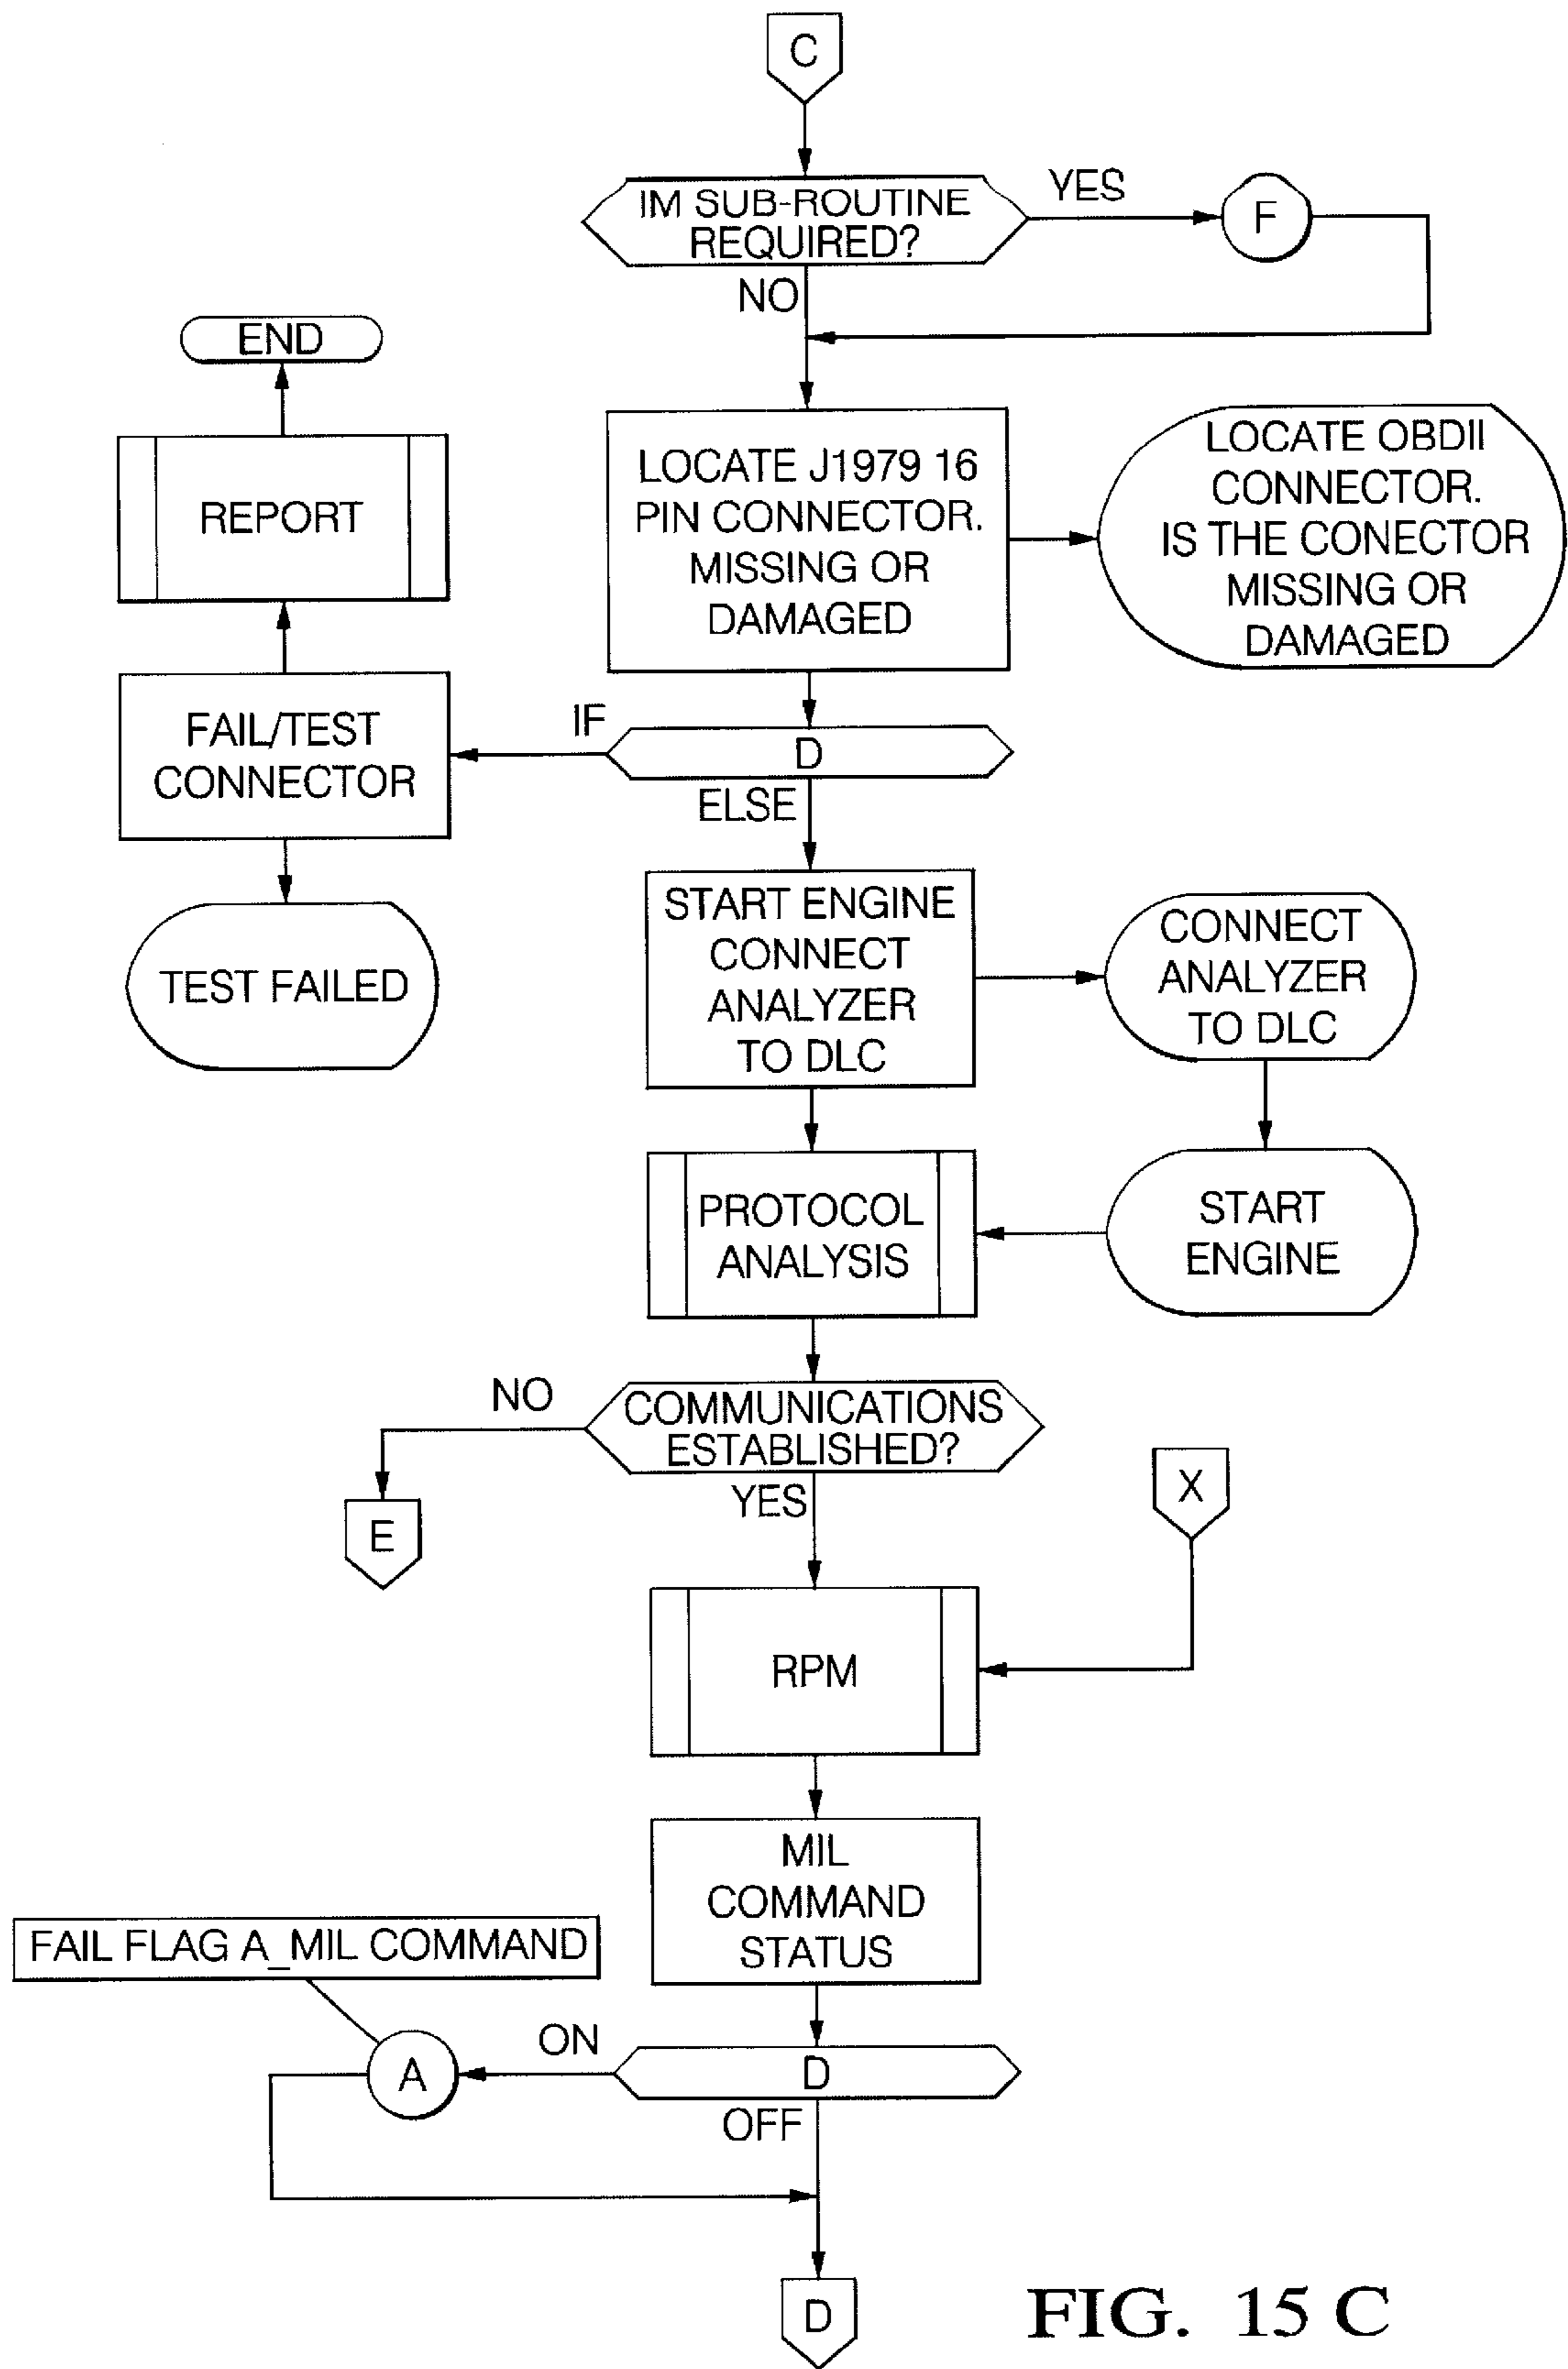 C
IM SUB-ROUTINE
REQUIRED?
YES
F
NO
END
REPORT
LOCATE J1979 16
PIN CONNECTOR.
MISSING OR
DAMAGED
LOCATE OBDII
CONNECTOR.
IS THE CONECTOR
MISSING OR
DAMAGED
FAIL/TEST
CONNECTOR
IF
D
ELSE
TEST FAILED
START ENGINE
CONNECT
ANALYZER
TO DLC
CONNECT
ANALYZER
TO DLC
PROTOCOL
ANALYSIS
START
ENGINE
NO
COMMUNICATIONS
ESTABLISHED?
YES
E
X
RPM
MIL
COMMAND
STATUS
FAIL FLAG A_MIL COMMAND
A
ON
D
OFF
D
FIG. 15 C